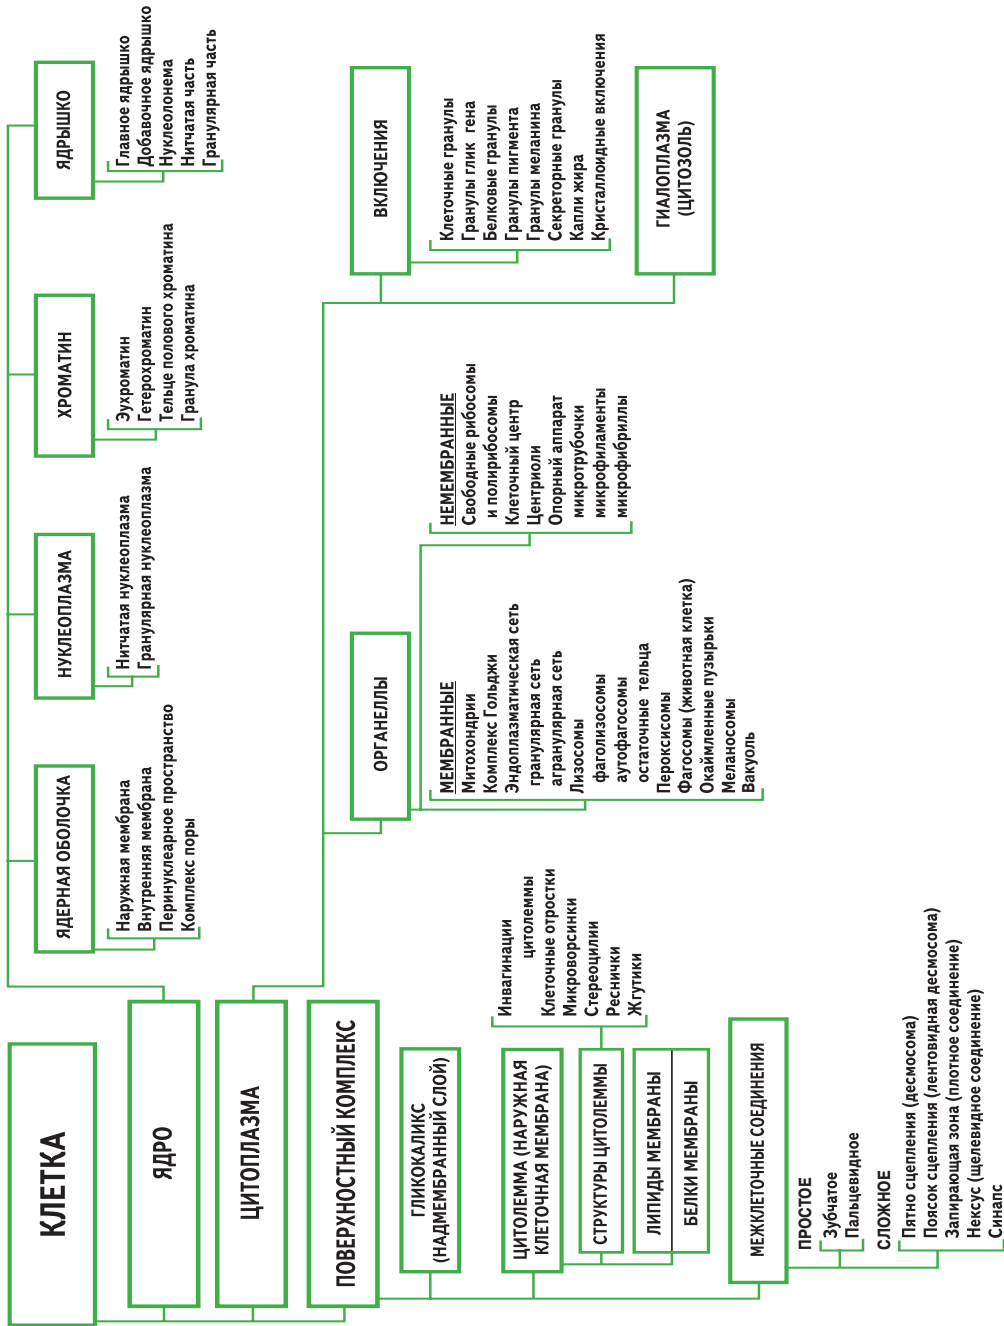 КЛЕТКА
ЯДРО
ЯДЕРНАЯ ОБОЛОЧКА
Наружная мембрана
Внутренняя мембрана
Перинуклеарное пространство
Комплекс поры
НУКЛЕОПЛАЗМА
Нитчатая нуклеоплазма
Гранулярная нуклеоплазма
ХРОМАТИН
Эухроматин
Гетерохроматин
Тельце полового хроматина
Гранула хроматина
ЯДРЫШКО
Главное ядрышко
Добавочное ядрышко
Нуклеолонема
Нитчатая часть
Гранулярная часть
ЦИТОПЛАЗМА
ОРГАНЕЛЛЫ
МЕМБРАННЫЕ
Митохондрии
Комплекс Гольджи
Эндоплазматическая сеть
гранулярная сеть
агранулярная сеть
Лизосомы
фаголизосомы
аутофагосомы
остаточные тельца
Пероксисомы
Фагосомы (животная клетка)
Окаймленные пузырьки
Меланосомы
Вакуоль
НЕМЕМБРАННЫЕ
Свободные рибосомы
и полирибосомы
Клеточный центр
Центриоли
Опорный аппарат
микротрубочки
микрофиламенты
микрофибриллы
ВКЛЮЧЕНИЯ
Клеточные гранулы
Гранулы глик гена
Белковые гранулы
Гранулы пигмента
Гранулы меланина
Секреторные гранулы
Капли жира
Кристаллоидные включения
ГИАЛОПЛАЗМА
(ЦИТОЗОЛЬ)
ПОВЕРХНОСТНЫЙ КОМПЛЕКС
ГЛИКОКАЛИКС
(НАДМЕМБРАННЫЙ СЛОЙ)
ЦИТОЛЕММА (НАРУЖНАЯ
КЛЕТОЧНАЯ МЕМБРАНА)
СТРУКТУРЫ ЦИТОЛЕММЫ
Инвагинации
цитолеммы
Клеточные отростки
Микроворсинки
Стереоцилии
Реснички
Жгутики
ЛИПИДЫ МЕМБРАНЫ
БЕЛКИ МЕМБРАНЫ
МЕЖКЛЕТОЧНЫЕ СОЕДИНЕНИЯ
ПРОСТОЕ
Зубчатое
Пальцевидное
СЛОЖНОЕ
Пятно сцепления (десмосома)
Поясок сцепления (лентовидная десмосома)
Запирающая зона (плотное соединение)
Нексус (щелевидное соединение)
Синапс